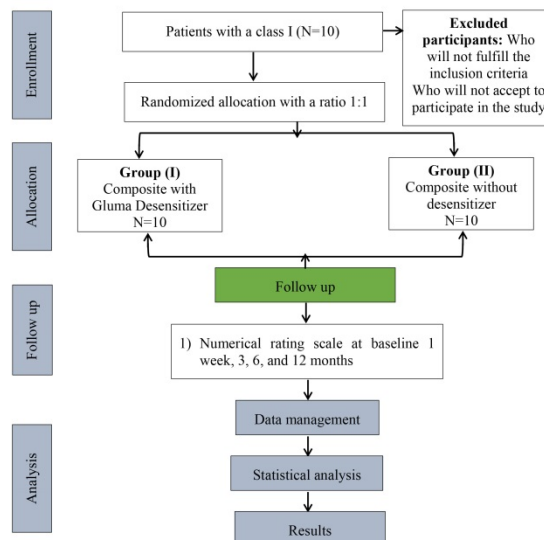 Enrollment
Patients with a class I (N=10)
Excluded
participants: Who
will not fulfill the
inclusion criteria
Who will not accept to
participate in the study
Randomized allocation with a ratio 1:1
Allocation
Group (I)
Composite with
Gluma Desensitizer
N=10
Group (II)
Composite without
desensitizer
N=10
Follow up
Follow up
1) Numerical rating scale at baseline 1
week, 3, 6, and 12 months
Analysis
Data management
Statistical analysis
Results